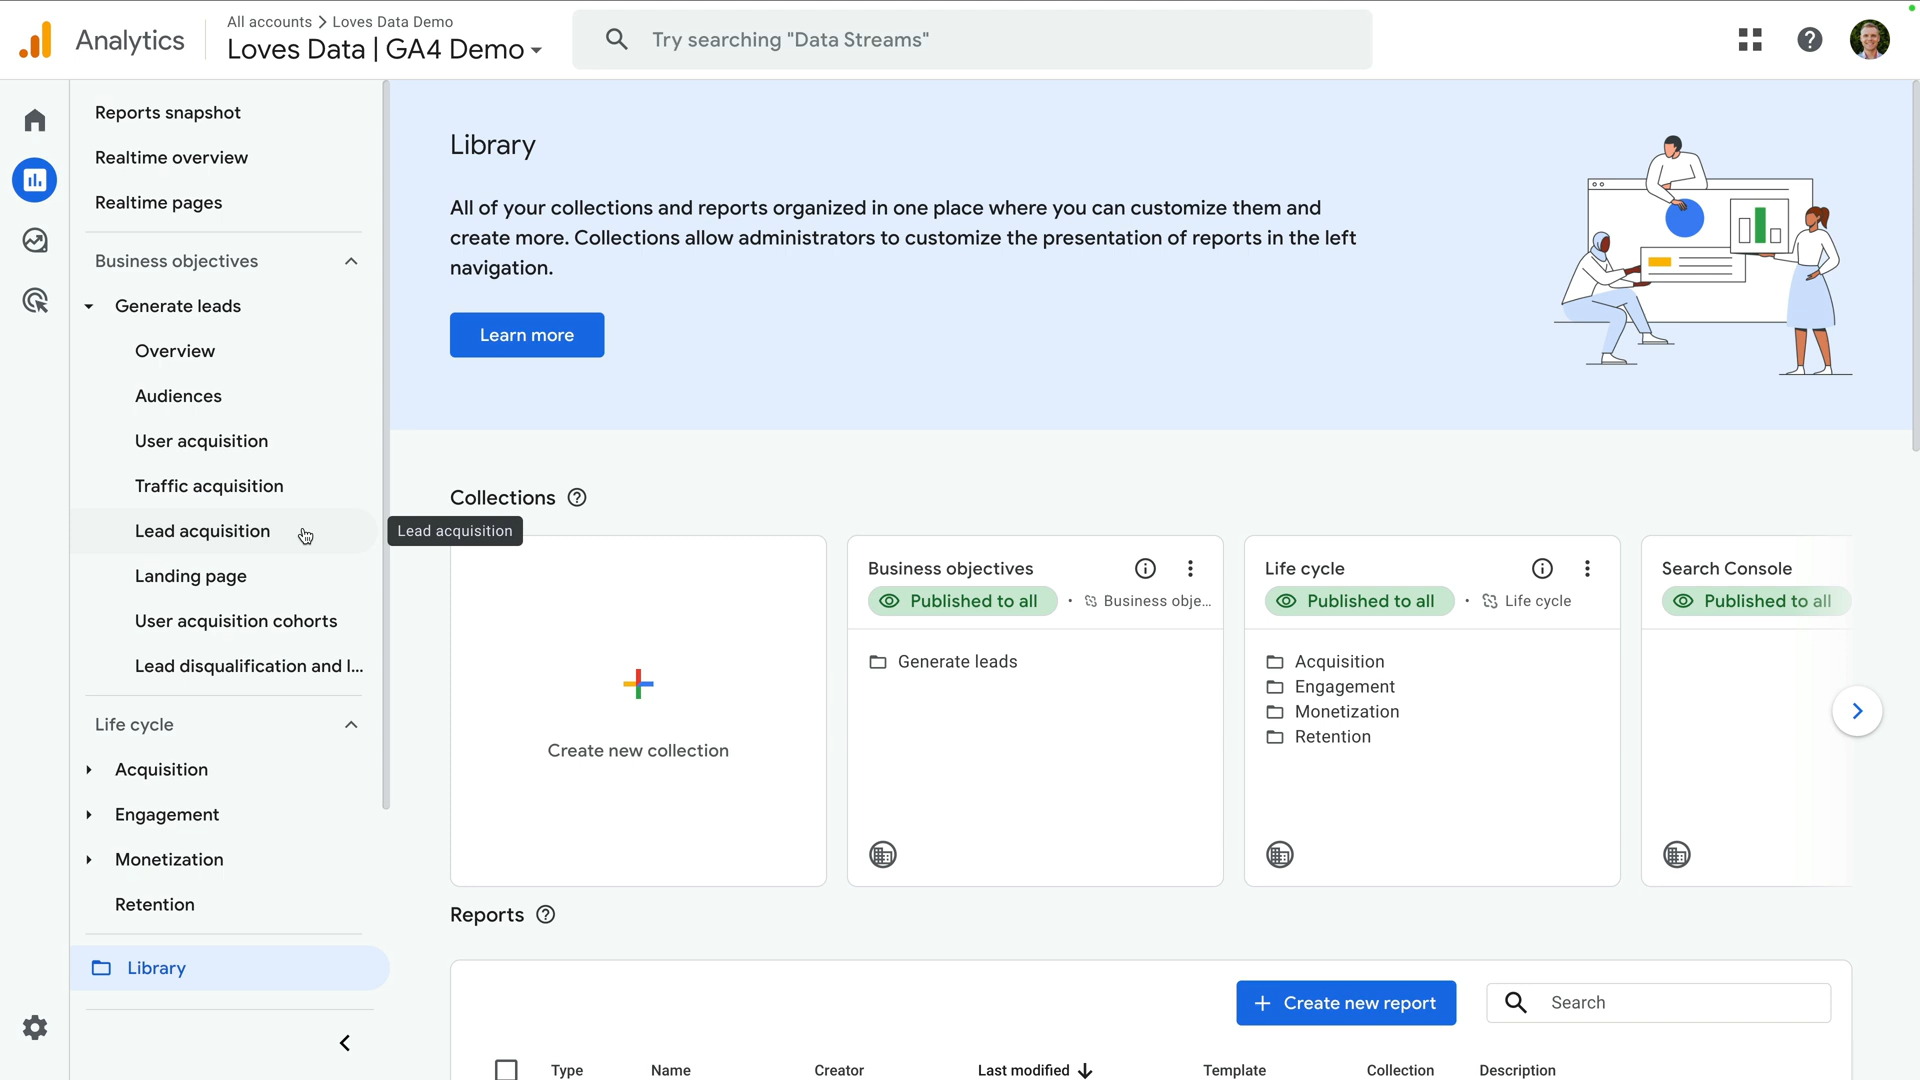 Analytics
All accounts > Loves Data Demo
Loves Data | GA4 Demo
Try searching "Data Streams"
Reports snapshot
Realtime overview
Realtime pages
Business objectives
Generate leads
Overview
Audiences
User acquisition
Traffic acquisition
Lead acquisition
Landing page
User acquisition cohorts
Lead disqualification and l...
Life cycle
Acquisition
Engagement
Monetization
Retention
Library
Library
All of your collections and reports organized in one place where you can customize them and
create more. Collections allow administrators to customize the presentation of reports in the left
navigation.
Learn more
Collections
Lead acquisition
Create new collection
Business objectives
Published to all • Business obje...
Generate leads
Life cycle
Published to all • Life cycle
Acquisition
Engagement
Monetization
Retention
Search Console
Published to all
Reports
+ Create new report
Search
Type Name Creator Last modified Template Collection Description